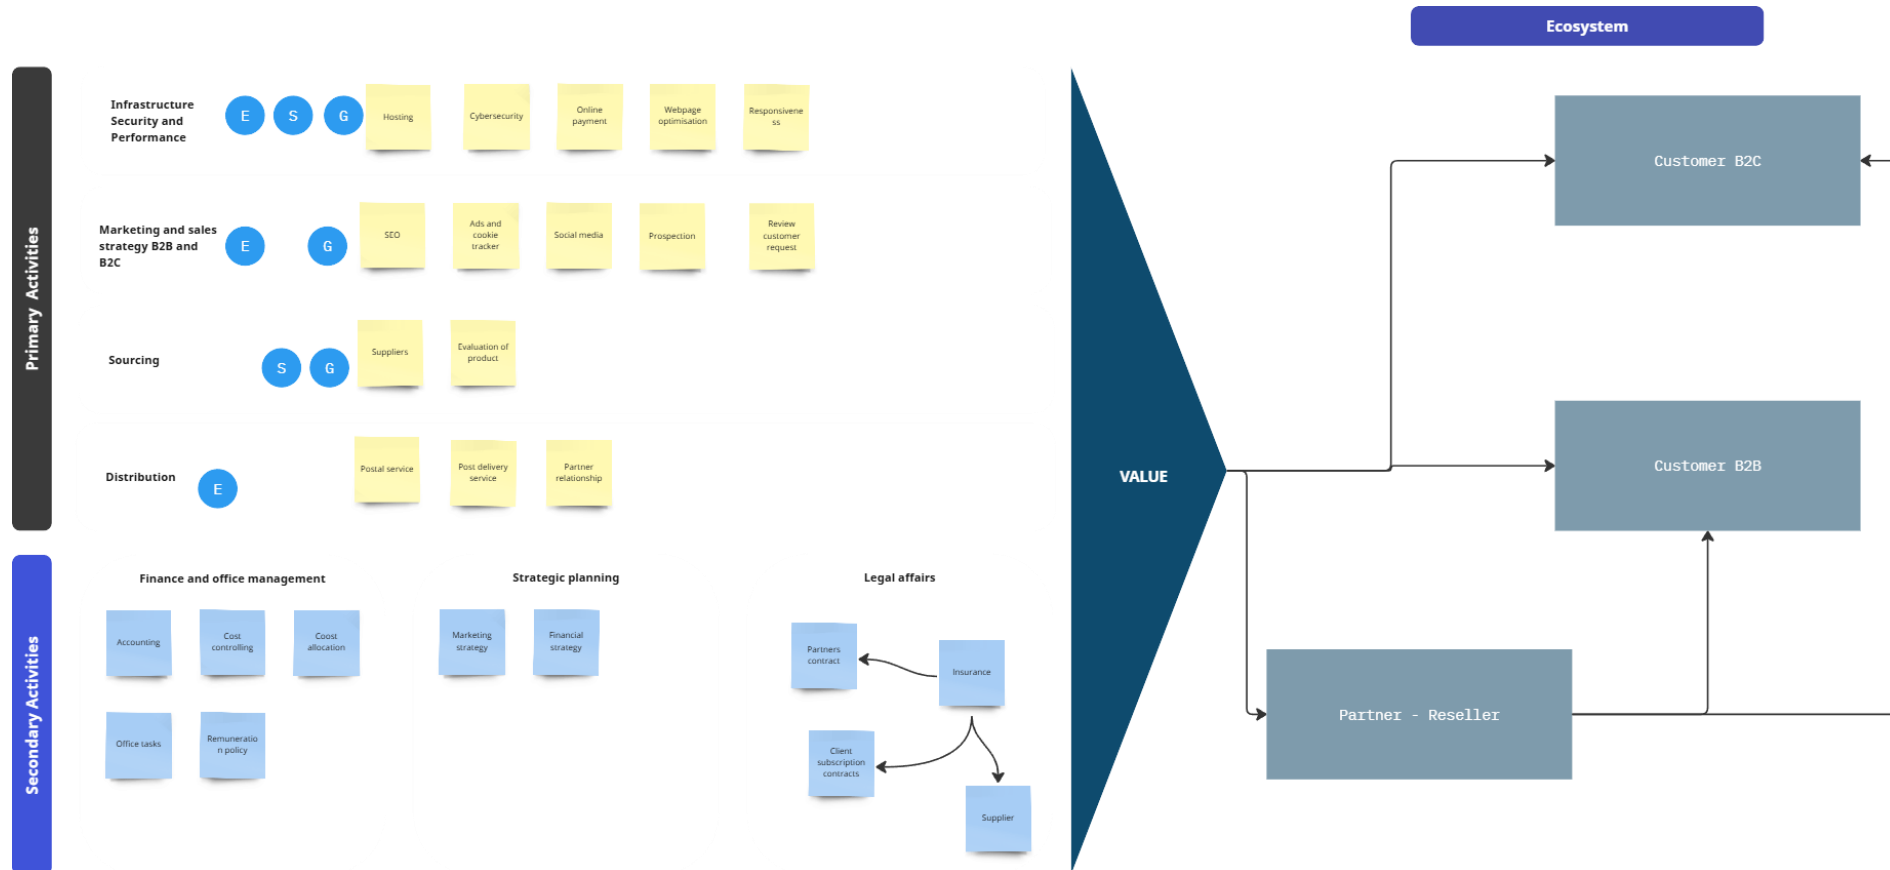 Ecosystem
Primary Activities
Infrastructure
Security and
Performance
E
S
G
Hosting
Cybersecurity
Online
payment
Webpage
optimisation
Responsivene
ss
Marketing and sales
strategy B2B and
B2C
E
G
SEO
Ads and
cookie
tracker
Social media
Prospection
Review
customer
request
Sourcing
S
G
Suppliers
Evaluation of
product
Distribution
E
Postal service
Post delivery
service
Partner
relationship
Secondary Activities
Finance and office management
Accounting
Cost
controlling
Coost
allocation
Office tasks
Remuneratio
n policy
Strategic planning
Marketing
strategy
Financial
strategy
Legal affairs
Partners
contract
Insurance
Client
subscription
contracts
Supplier
VALUE
Customer B2C
Customer B2B
Partner - Reseller